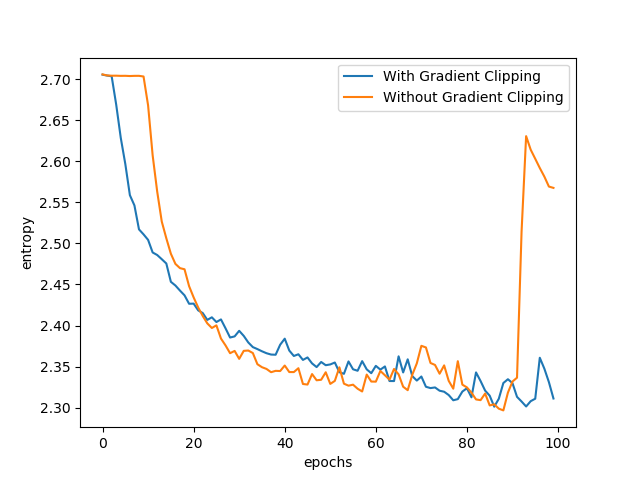 With Gradient Clipping
Without Gradient Clipping
2.70
2.65
2.60
2.55
2.50
2.45
2.40
2.35
2.30
entropy
0 20 40 60 80 100
epochs